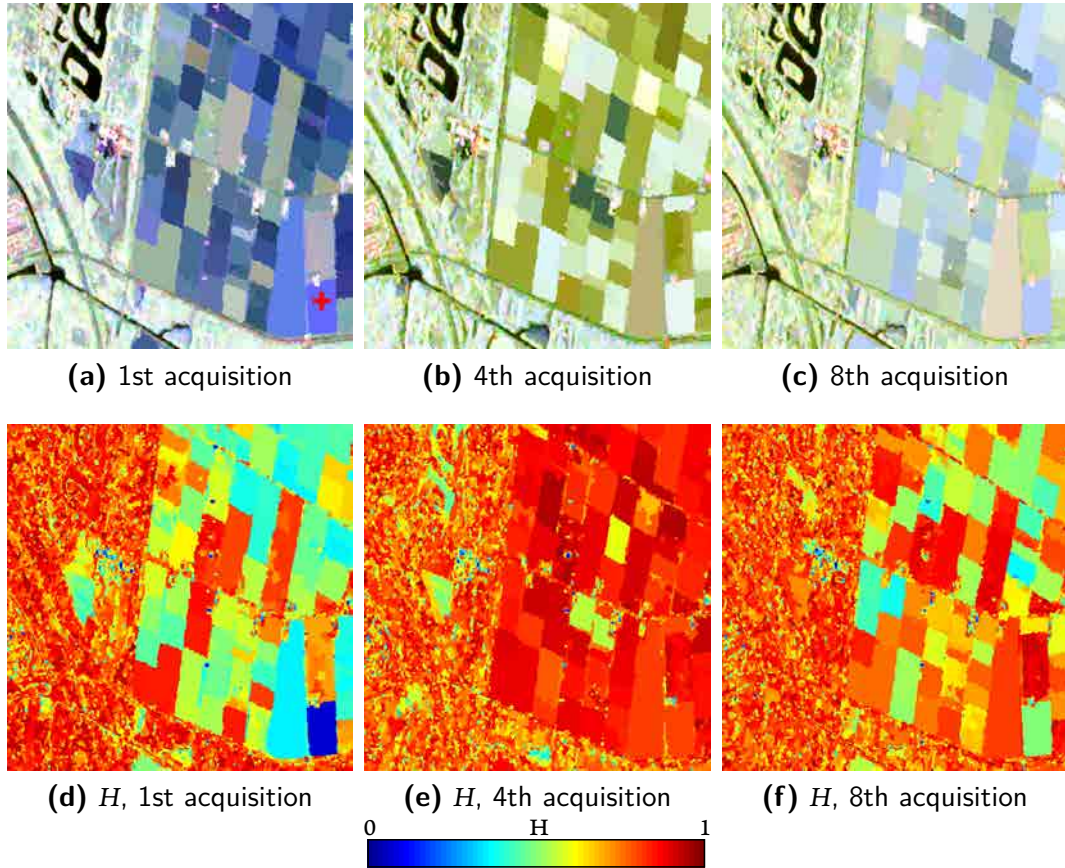 (a) 1st acquisition
(b) 4th acquisition
(c) 8th acquisition
(d) H, 1st acquisition
(e) H, 4th acquisition
(f) H, 8th acquisition
0 H 1